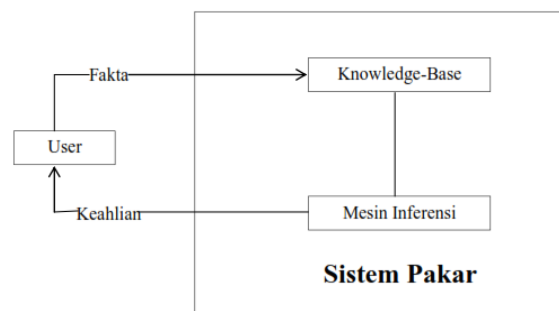 Fakta
Knowledge-Base
User
Keahlian
Mesin Inferensi
Sistem Pakar